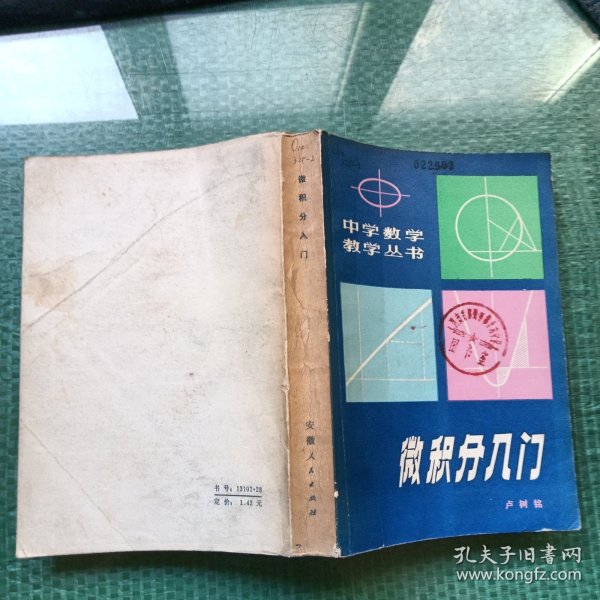 微积分入门
安徽人民出版社
书号：13102·28
定价：1.43元
中学数学
教学丛书
微积分入门
卢树铭
孔夫子旧书网
www.kongfz.com